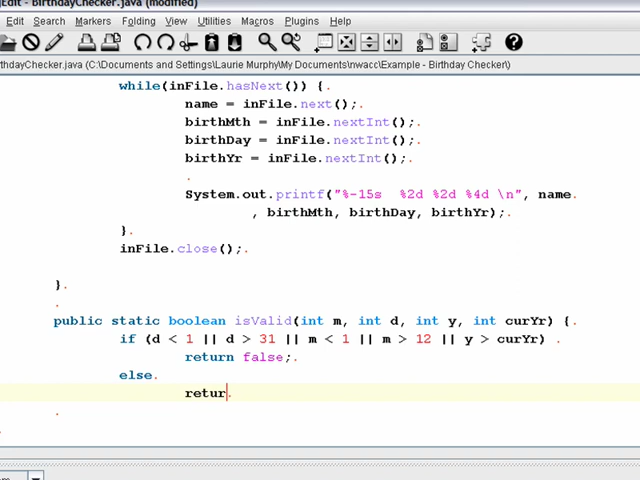 Edit - BirthdayChecker.java (modified)
Edit Search Markers Folding View Utilities Macros Plugins Help
rthdayChecker.java (C:\Documents and Settings\Laurie Murphy\My Documents\nwacc\Example - Birthday Checker\)
while(inFile.hasNext()) {.
name = inFile.next();.
birthMth = inFile.nextInt();.
birthDay = inFile.nextInt();.
birthYr = inFile.nextInt();.
.
System.out.printf("%-15s %2d %2d %4d \n", name.
, birthMth, birthDay, birthYr);.
}.
inFile.close();.
}.
.
public static boolean isValid(int m, int d, int y, int curYr) {.
if (d < 1 || d > 31 || m < 1 || m > 12 || y > curYr) .
return false;.
else.
retur.
.